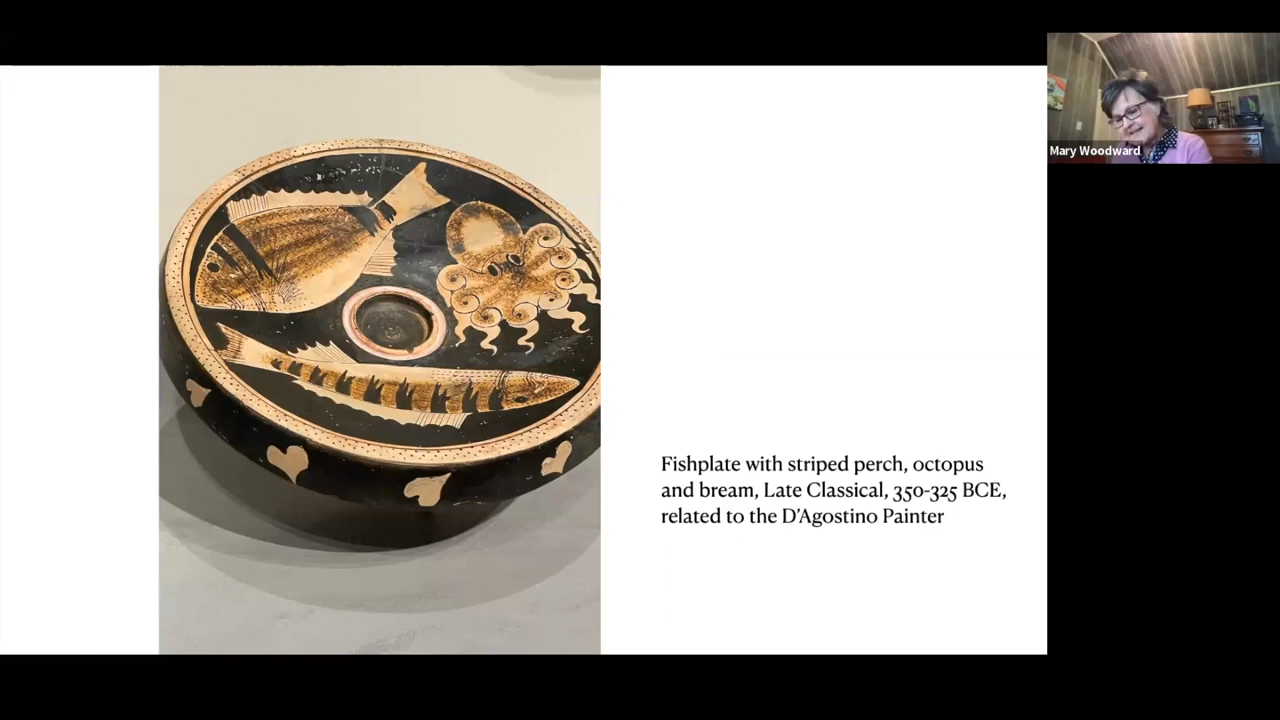 Mary Woodward
Fishplate with striped perch, octopus
and bream, Late Classical, 350-325 BCE,
related to the D'Agostino Painter